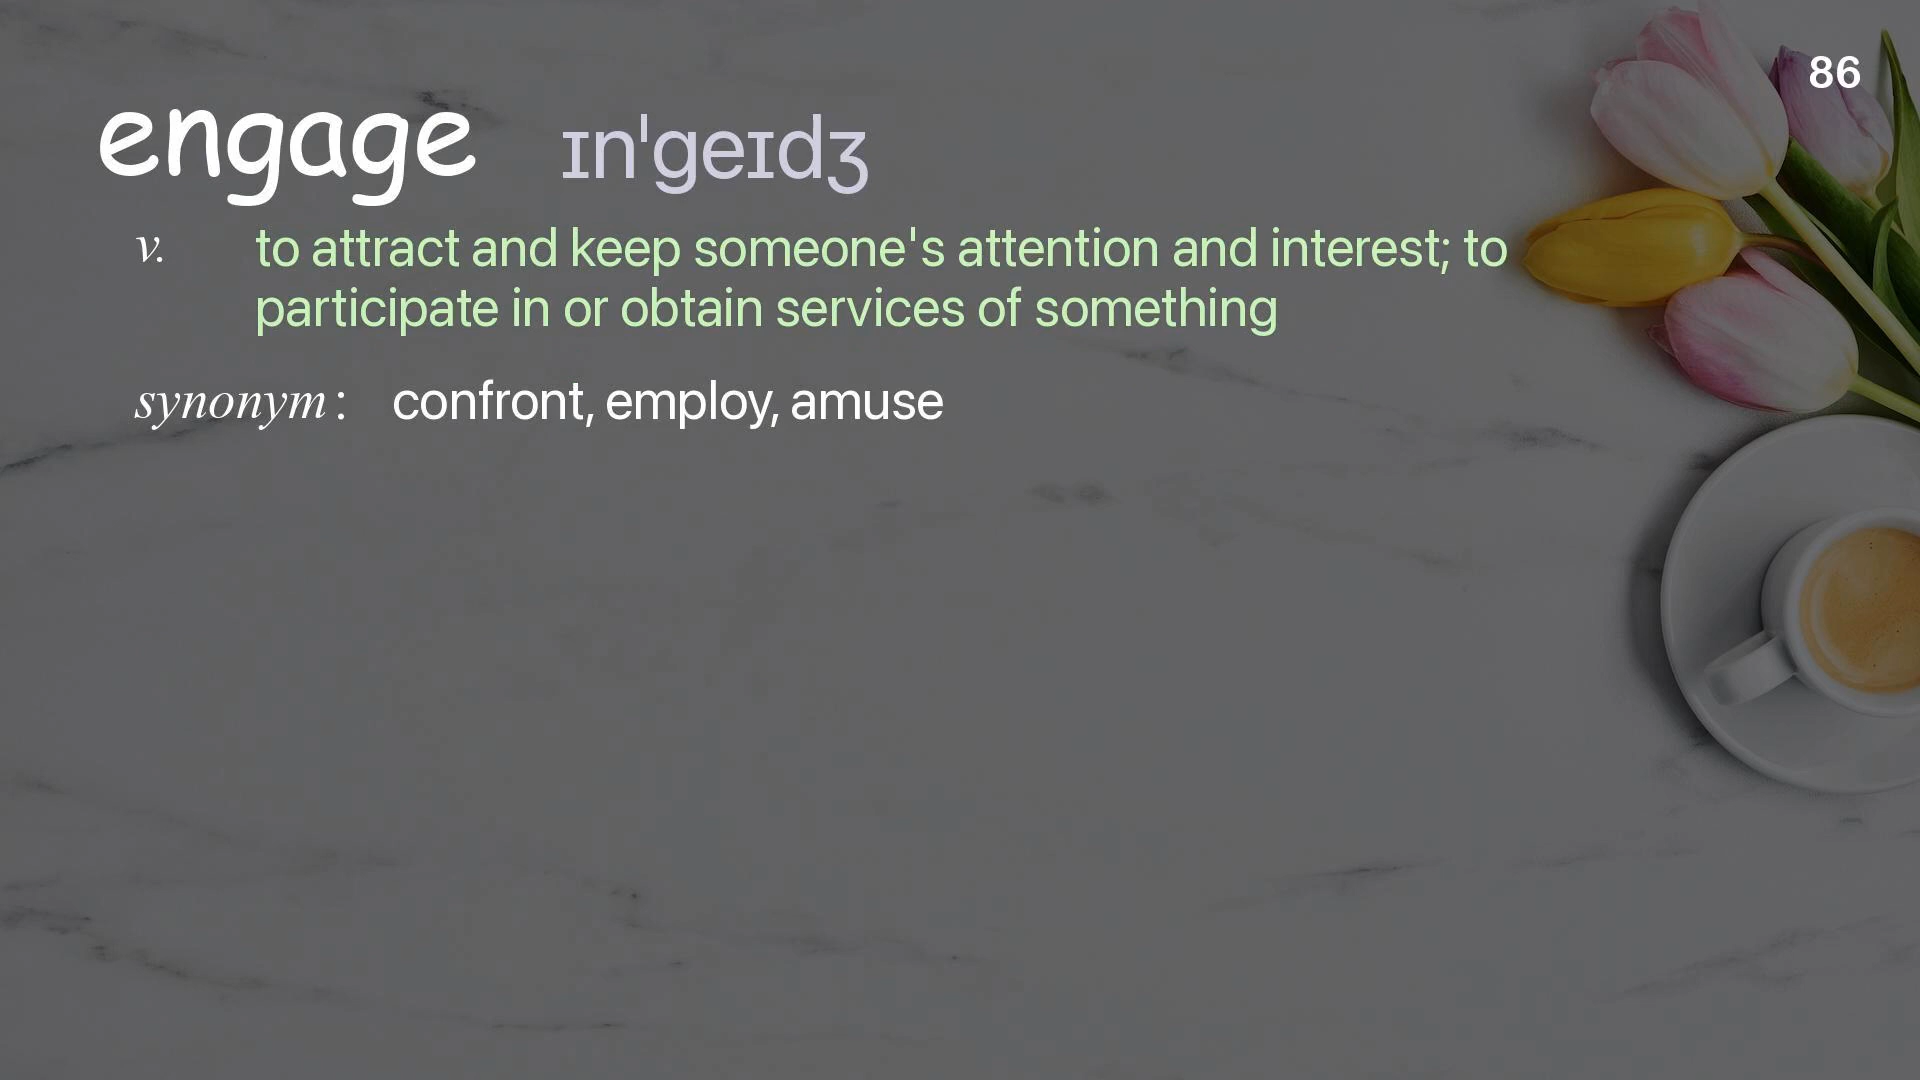 86
engage ɪnˈgeɪdʒ
v. to attract and keep someone's attention and interest; to
participate in or obtain services of something
synonym : confront, employ, amuse